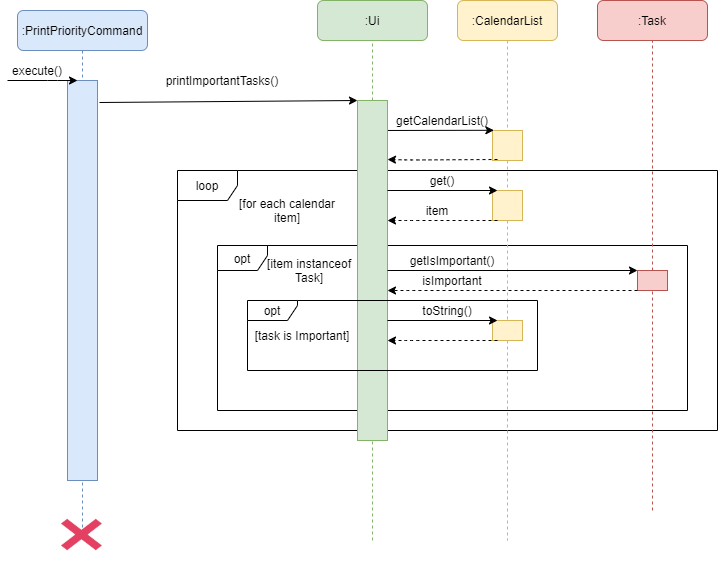 :PrintPriorityCommand
:Ui
:CalendarList
:Task
execute()
printImportantTasks()
getCalendarList()
loop
[for each calendar
item]
get()
item
opt
[item instanceof
Task]
getIsImportant()
isImportant
opt
[task is Important]
toString()